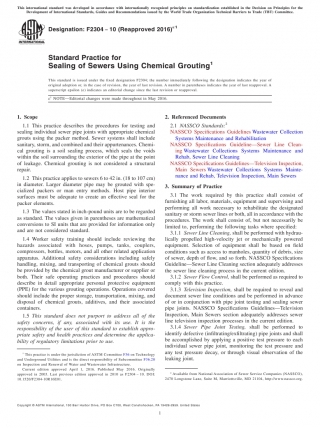 This international standard was developed in accordance with internationally recognized principles on standardization established in the Decision on Principles for the
Development of International Standards, Guides and Recommendations issued by the World Trade Organization Technical Barriers to Trade (TBT) Committee.
Designation: F2304 − 10 (Reapproved 2016)ε1
Standard Practice for
Sealing of Sewers Using Chemical Grouting1
This standard is issued under the fixed designation F2304; the number immediately following the designation indicates the year of
original adoption or, in the case of revision, the year of last revision. A number in parentheses indicates the year of last reapproval. A
superscript epsilon (ε) indicates an editorial change since the last revision or reapproval.
ε1 NOTE—Editorial changes were made throughout in May 2016.
1. Scope
1.1 This practice describes the procedures for testing and
sealing individual sewer pipe joints with appropriate chemical
grouts using the packer method. Sewer systems shall include
sanitary, storm, and combined and their appurtenances. Chemi-
cal grouting is a soil sealing process, which seals the voids
within the soil surrounding the exterior of the pipe at the point
of leakage. Chemical grouting is not considered a structural
repair.
1.2 This practice applies to sewers 6 to 42 in. (18 to 107 cm)
in diameter. Larger diameter pipe may be grouted with spe-
cialized packers or man entry methods. Host pipe interior
surfaces must be adequate to create an effective seal for the
packer elements.
1.3 The values stated in inch-pound units are to be regarded
as standard. The values given in parentheses are mathematical
conversions to SI units that are provided for information only
and are not considered standard.
1.4 Worker safety training should include reviewing the
hazards associated with hoses, pumps, tanks, couplers,
compressors, bottles, motors, and all other related application
apparatus. Additional safety considerations including safely
handling, mixing, and transporting of chemical grouts should
be provided by the chemical grout manufacturer or supplier or
both. Their safe operating practices and procedures should
describe in detail appropriate personal protective equipment
(PPE) for the various grouting operations. Operations covered
should include the proper storage, transportation, mixing, and
disposal of chemical grouts, additives, and their associated
containers.
1.5 This standard does not purport to address all of the
safety concerns, if any, associated with its use. It is the
responsibility of the user of this standard to establish appro-
priate safety and health practices and determine the applica-
bility of regulatory limitations prior to use.
1 This practice is under the jurisdiction of ASTM Committee F36 on Technology
and Underground Utilities and is the direct responsibility of Subcommittee F36.20
on Inspection and Renewal of Water and Wastewater Infrastructure.
Current edition approved April 1, 2016. Published May 2016. Originally
approved in 2003. Last previous edition approved in 2010 as F2304 – 10. DOI:
10.1520/F2304-10R16E01.
2. Referenced Documents
2.1 NASSCO Standards:2
NASSCO Specifications Guidelines Wastewater Collection
Systems Maintenance and Rehabilitation
NASSCO Specifications Guideline—Sewer Line Clean-
ing Wastewater Collections Systems Maintenance and
Rehab, Sewer Line Cleaning
NASSCO Specifications Guidelines—Television Inspection,
Main Sewers Wastewater Collections Systems Mainte-
nance and Rehab, Television Inspection, Main Sewers
3. Summary of Practice
3.1 The work required by this practice shall consist of
furnishing all labor, materials, equipment and supervising and
performing all work necessary to rehabilitate the designated
sanitary or storm sewer lines or both, all in accordance with the
procedures. The work shall consist of, but not necessarily be
limited to, performing the following tasks where specified:
3.1.1 Sewer Line Cleaning, shall be performed with hydrau-
lically propelled high-velocity jet or mechanically powered
equipment. Selection of equipment shall be based on field
conditions such as access to manholes, quantity of debris, size
of sewer, depth of flow, and so forth. NASSCO Specifications
Guideline—Sewer Line Cleaning section adequately addresses
the sewer line cleaning process in the current edition.
3.1.2 Sewer Flow Control, shall be performed as required to
comply with this practice.
3.1.3 Television Inspection, shall be required to reveal and
document sewer line conditions and be performed in advance
of or in conjunction with pipe joint testing and sealing sewer
pipe joints. NASSCO Specifications Guidelines—Television
Inspection, Main Sewers section adequately addresses sewer
line television inspection processes in the current edition.
3.1.4 Sewer Pipe Joint Testing, shall be performed to
identify defective (infiltrating/exfiltrating) pipe joints and shall
be accomplished by applying a positive test pressure to each
individual sewer pipe joint, monitoring the test pressure and
any test pressure decay, or through visual observation of the
leaking joint.
2 Available from National Association of Sewer Service Companies (NASSCO),
Copyright © ASTM International, 100 Barr Harbor Drive, PO Box C700, West Conshohocken, PA 19428-2959. United States
1